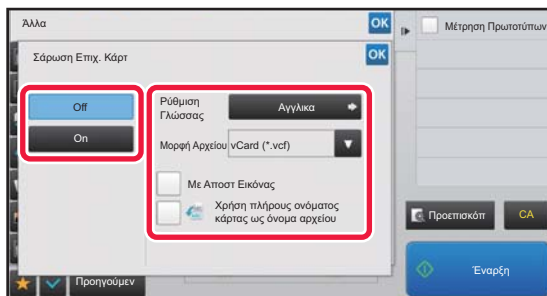 Άλλα
OK
Μέτρηση Πρωτοτύπων
Σάρωση Επιχ. Κάρτ
OK
Off
On
Ρύθμιση
Γλώσσας
Αγγλικα
Μορφή Αρχείου
vCard (*.vcf)
Με Αποστ Εικόνας
Χρήση πλήρους ονόματος
κάρτας ως όνομα αρχείου
Προεπισκόπ
CA
Έναρξη
Προηγούμεν